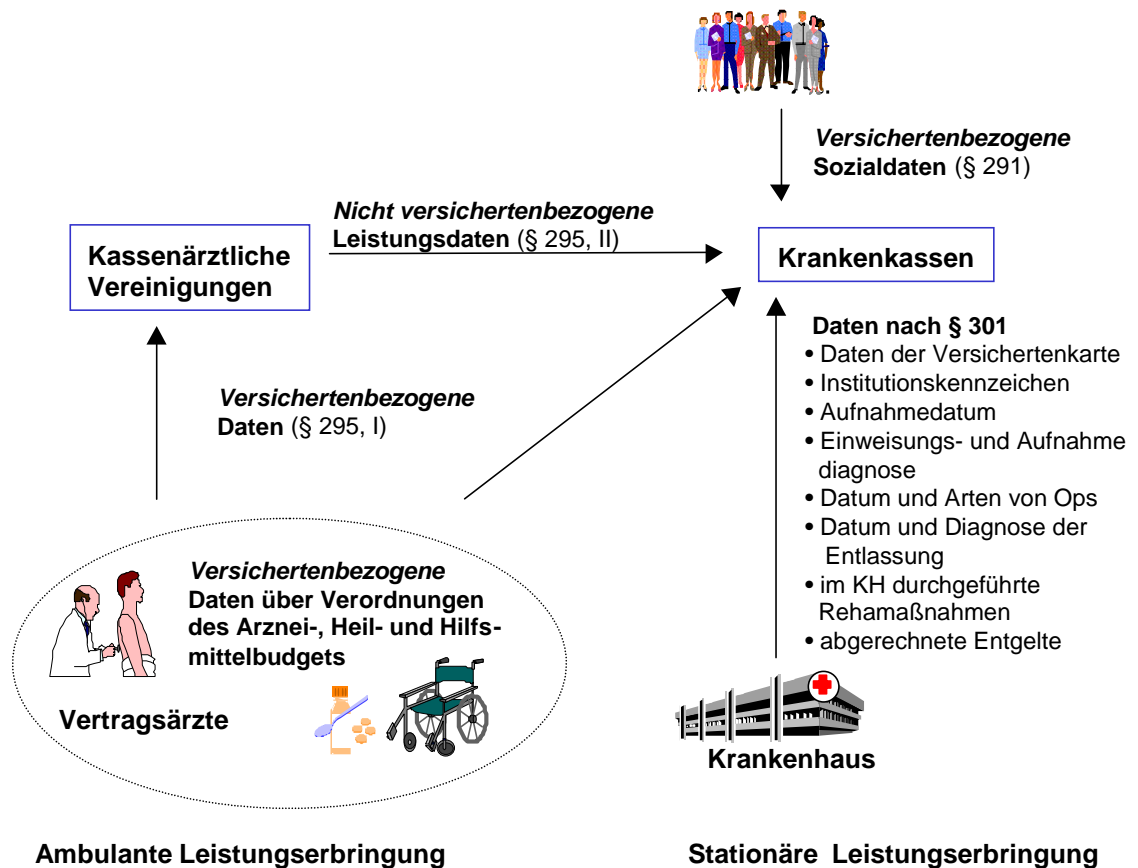 Versichertenbezogene
Sozialdaten (§ 291)
Nicht versichertenbezogene
Leistungsdaten (§ 295, II)
Kassenärztliche
Vereinigungen
Krankenkassen
Versichertenbezogene
Daten (§ 295, I)
Daten nach § 301
• Daten der Versichertenkarte
• Institutionskennzeichen
• Aufnahmedatum
• Einweisungs- und Aufnahme
diagnose
• Datum und Arten von Ops
• Datum und Diagnose der
Entlassung
• im KH durchgeführte
Rehamaßnahmen
• abgerechnete Entgelte
Versichertenbezogene
Daten über Verordnungen
des Arznei-, Heil- und Hilfs-
mittelbudgets
Vertragsärzte
Krankenhaus
Ambulante Leistungserbringung
Stationäre Leistungserbringung